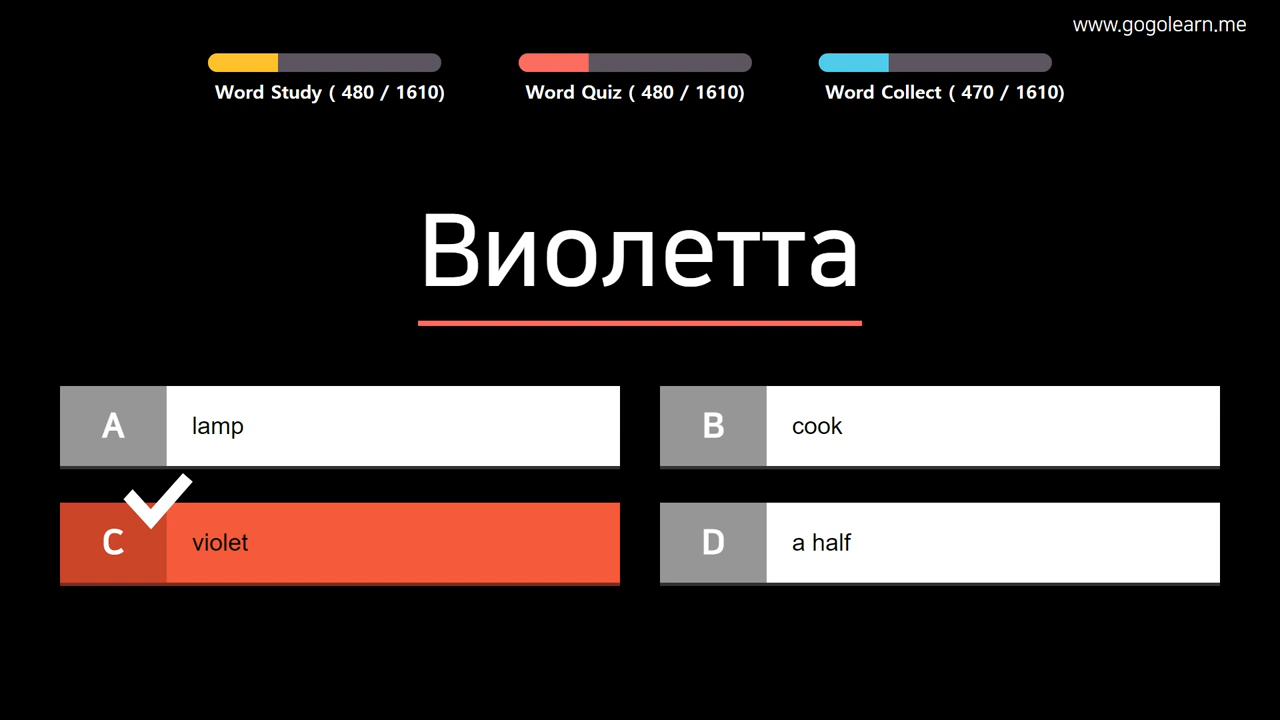 www.gogolearn.me
Word Study ( 480 / 1610)
Word Quiz ( 480 / 1610)
Word Collect ( 470 / 1610)
Виолетта
A lamp
B cook
C violet
D a half